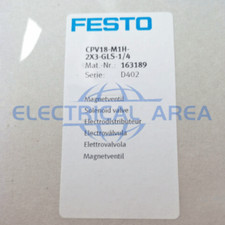 FESTO
CPV18-M1H-
2X3-GLS-1/4
Mat.-Nr.: 163189
Serie: D402
ELECTRICAL AREA
Magnetventil
Solenoid valve
Electrodistributeur
Electroválvula
Elettrovalvola
Magnetventil